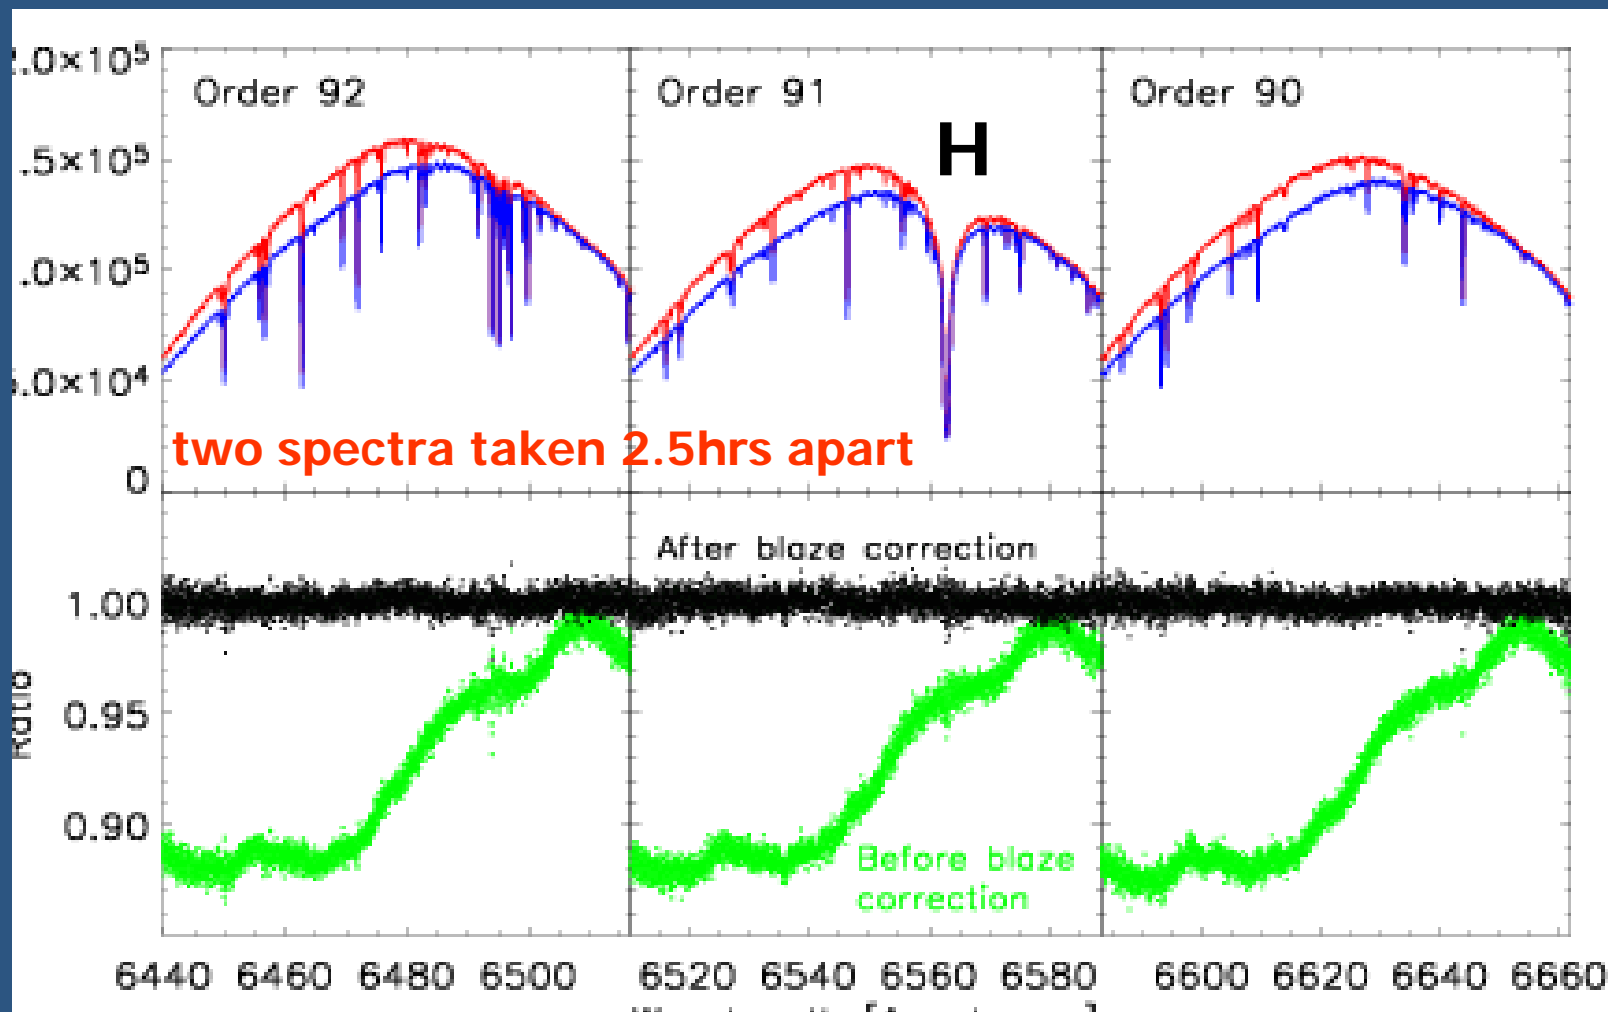 Order 92
Order 91
Order 90
H
.0×10⁵
.5×10⁵
.0×10⁵
.0×10⁴
0
two spectra taken 2.5hrs apart
After blaze correction
1.00
0.95
0.90
Ratio
Before blaze
correction
6440 6460 6480 6500 6520 6540 6560 6580 6600 6620 6640 6660